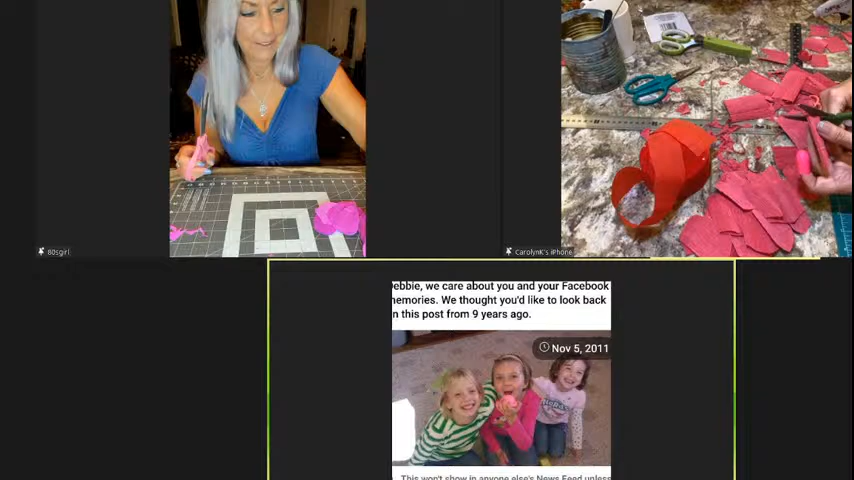 80sgirl
CarolynK's iPhone
ebbie, we care about you and your Facebook
emories. We thought you'd like to look back
n this post from 9 years ago.
Nov 5, 2011
This won't show in anyone else's News Feed unless